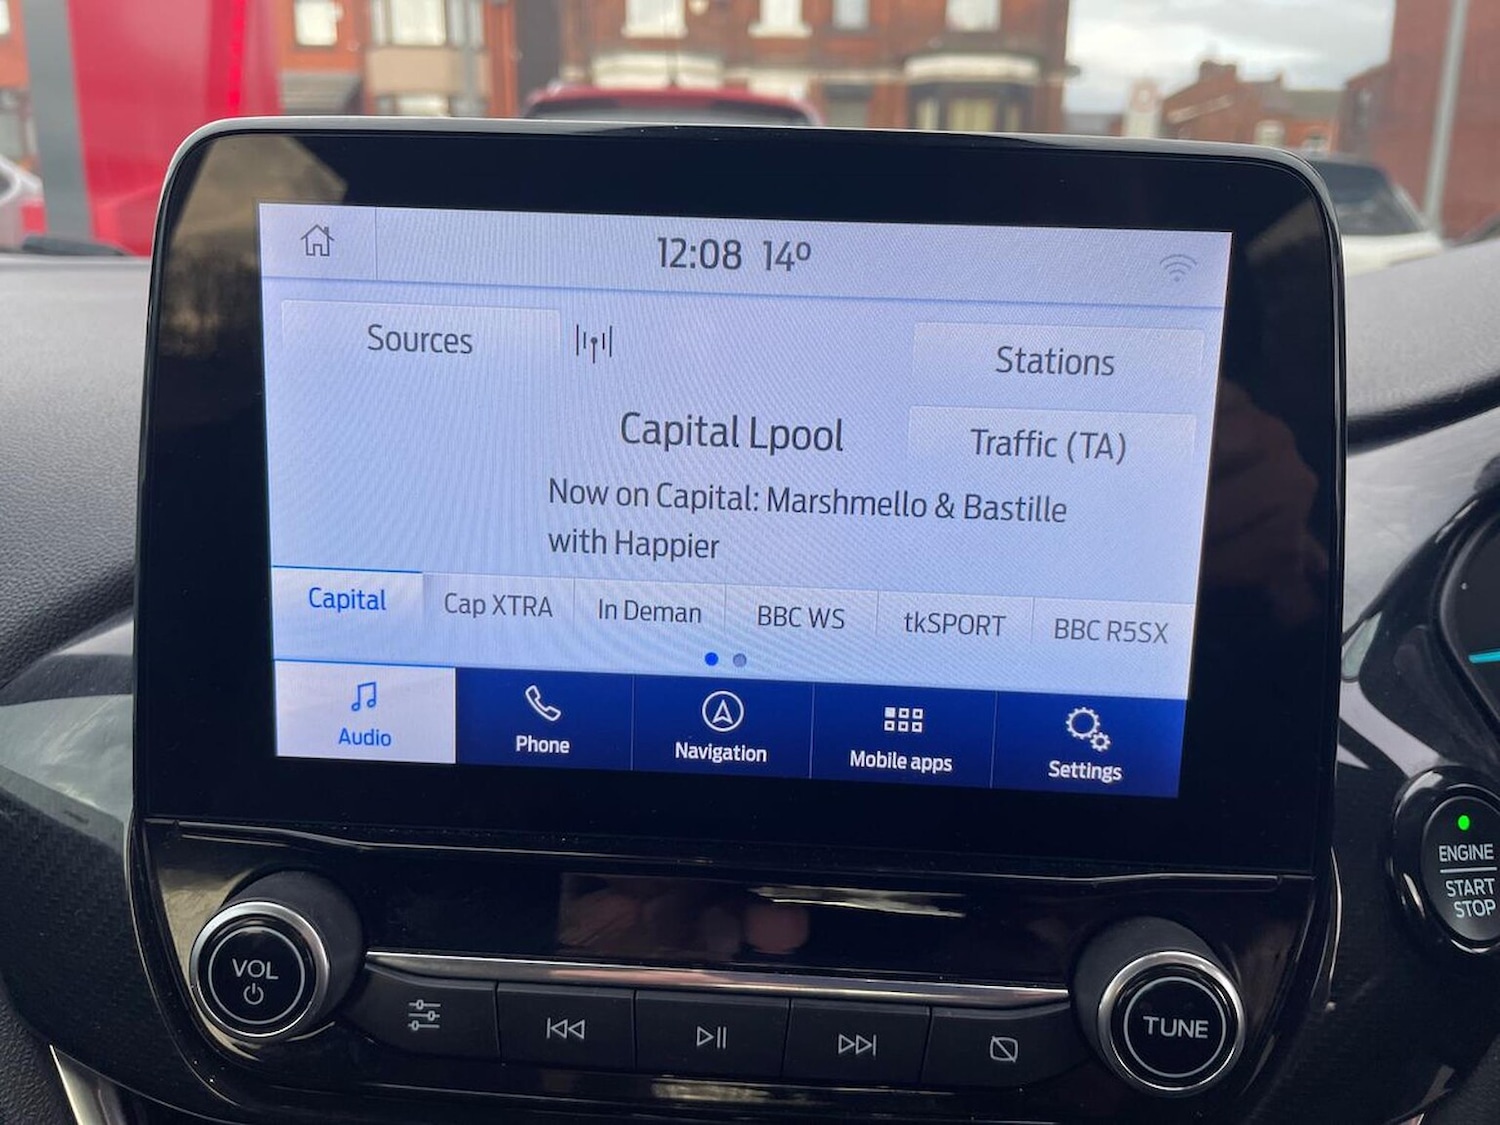 12:08 14º
Sources
Stations
Capital Lpool
Traffic (TA)
Now on Capital: Marshmello & Bastille
with Happier
Capital Cap XTRA In Deman BBC WS tkSPORT BBC R5SX
Audio Phone Navigation Mobile apps Settings
ENGINE
START
STOP
VOL
TUNE